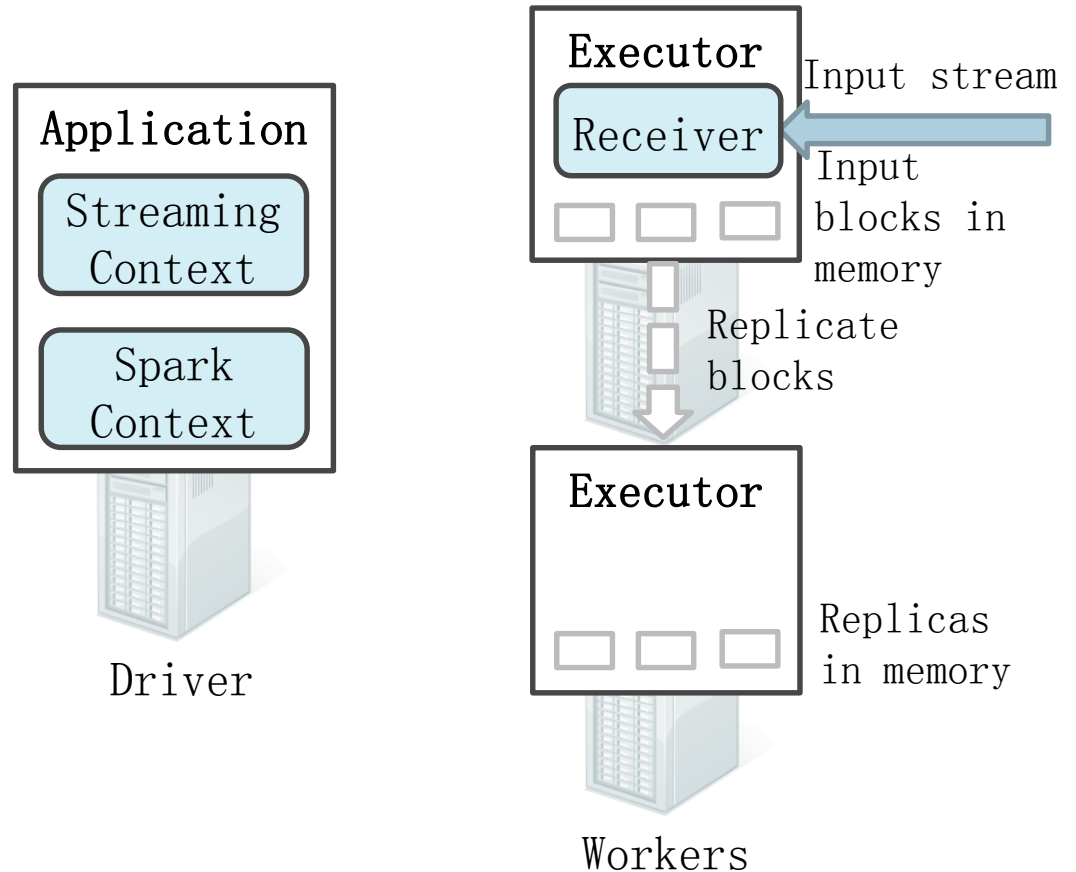 Application
Streaming
Context
Spark
Context
Driver
Executor
Receiver
Input stream
Input
blocks in
memory
Replicate
blocks
Executor
Replicas
in memory
Workers